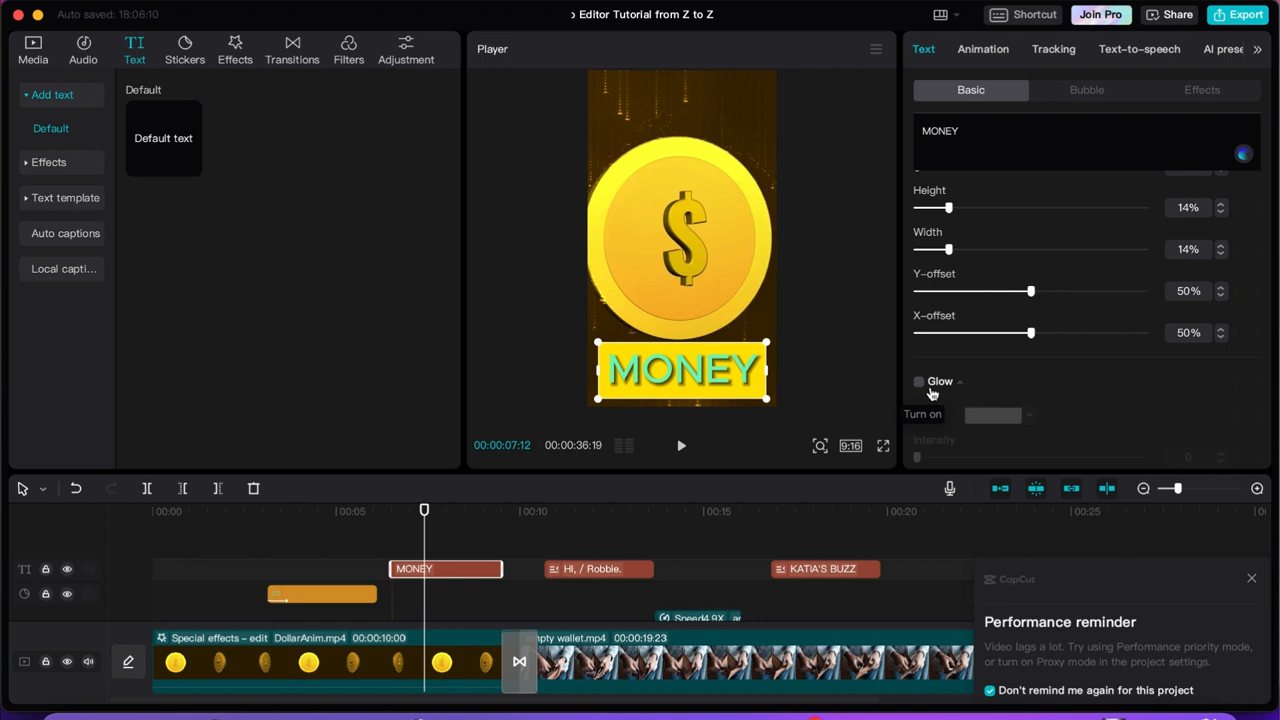 Auto saved: 18:06:10
o Editor Tutorial from Z to Z
Shortcut
Join Pro
Share
Export
Media
Audio
TI
Text
Stickers
Effects
Transitions
Filters
Adjustment
Player
Text
Animation
Tracking
Text-to-speech
AI prese
Add text
Default
Effects
Text template
Auto captions
Local capti...
Default
Default text
$
MONEY
00:00:07:12
00:00:36:19
9:16
Basic
Bubble
Effects
MONEY
Height
14%
Width
14%
Y-offset
50%
X-offset
50%
Glow
Turn on
Intensity
0
00:00
00:05
00:10
00:15
00:20
00:25
TI
MONEY
HI, / Robbie.
KATIA'S BUZZ
Speed4.9X
Special effects – edit DollarAnim.mp4 00:00:10:00
mpty wallet.mp4 00:00:19:23
CapCut
Performance reminder
Video lags a lot. Try using Performance priority mode,
or turn on Proxy mode in the project settings.
Don't remind me again for this project